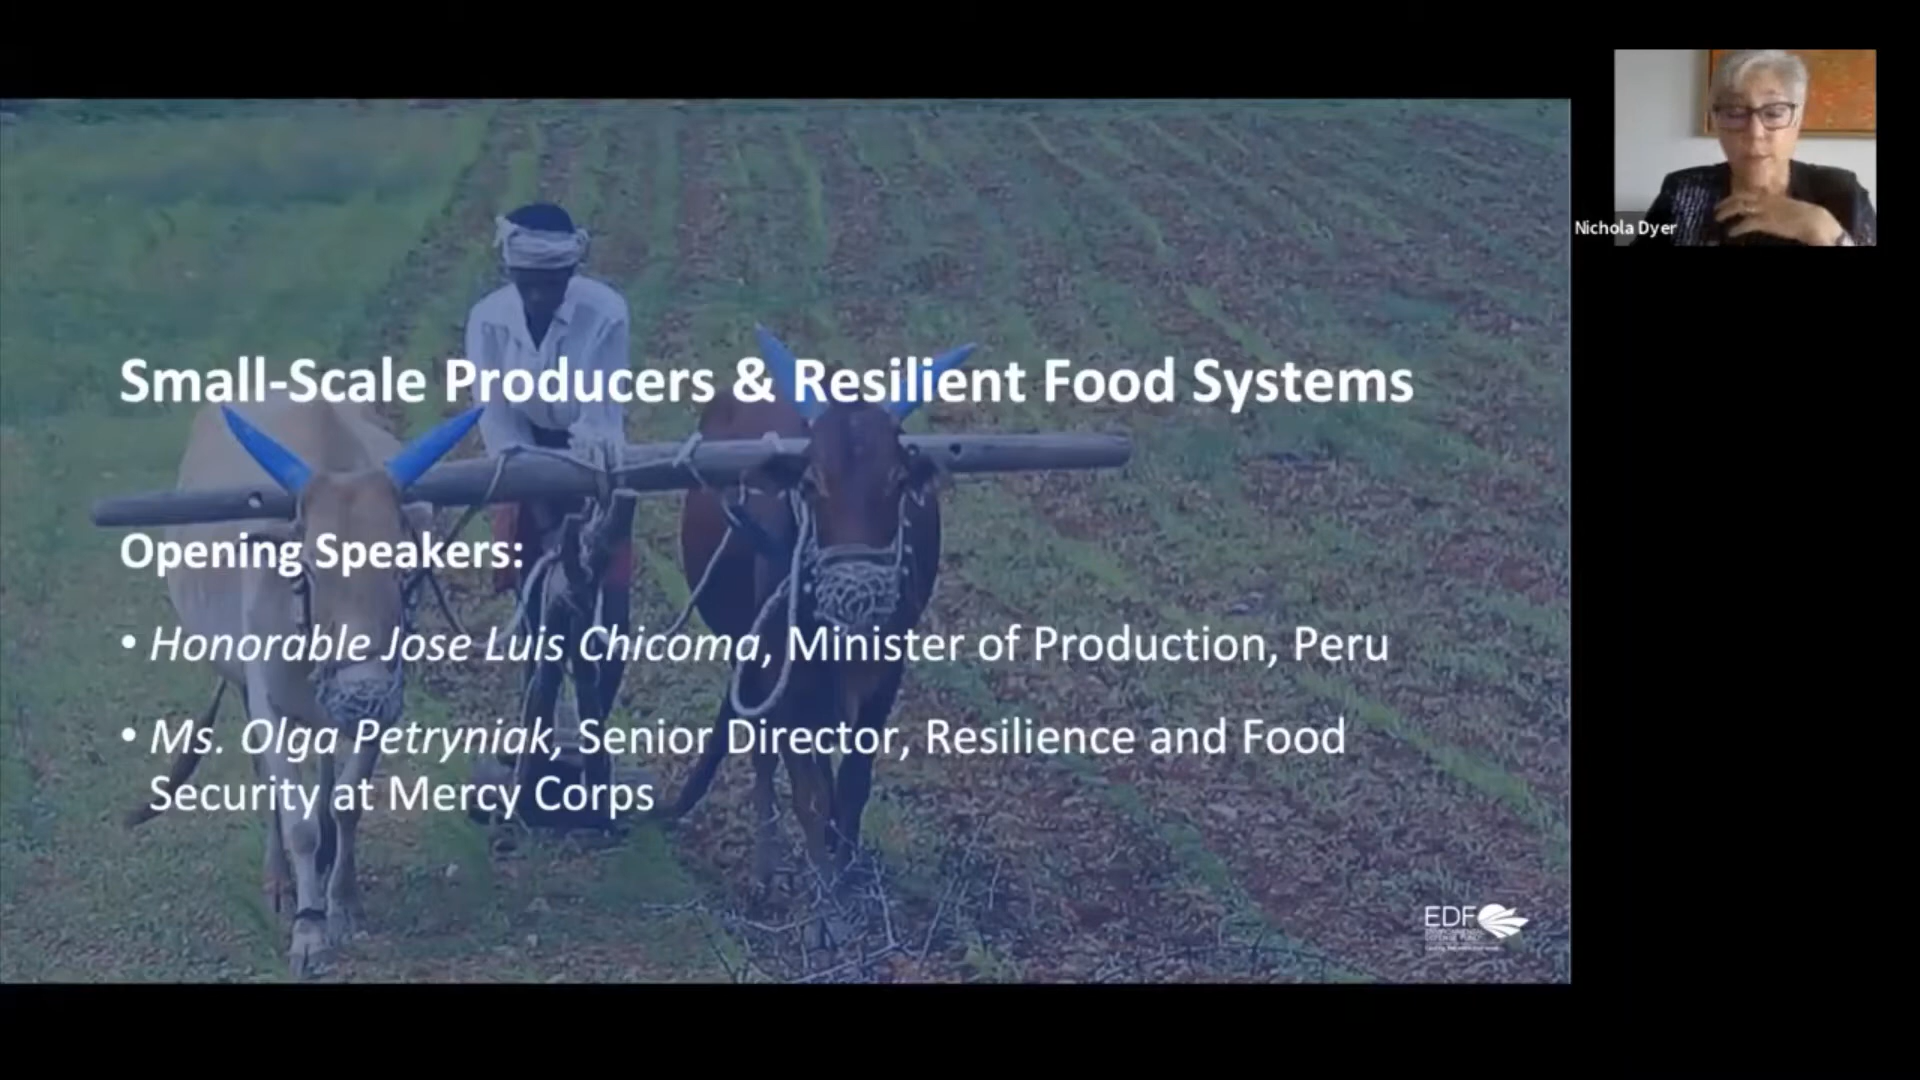 Nichola Dyer
Small-Scale Producers & Resilient Food Systems
Opening Speakers:
• Honorable Jose Luis Chicoma, Minister of Production, Peru
• Ms. Olga Petryniak, Senior Director, Resilience and Food
Security at Mercy Corps
EDF